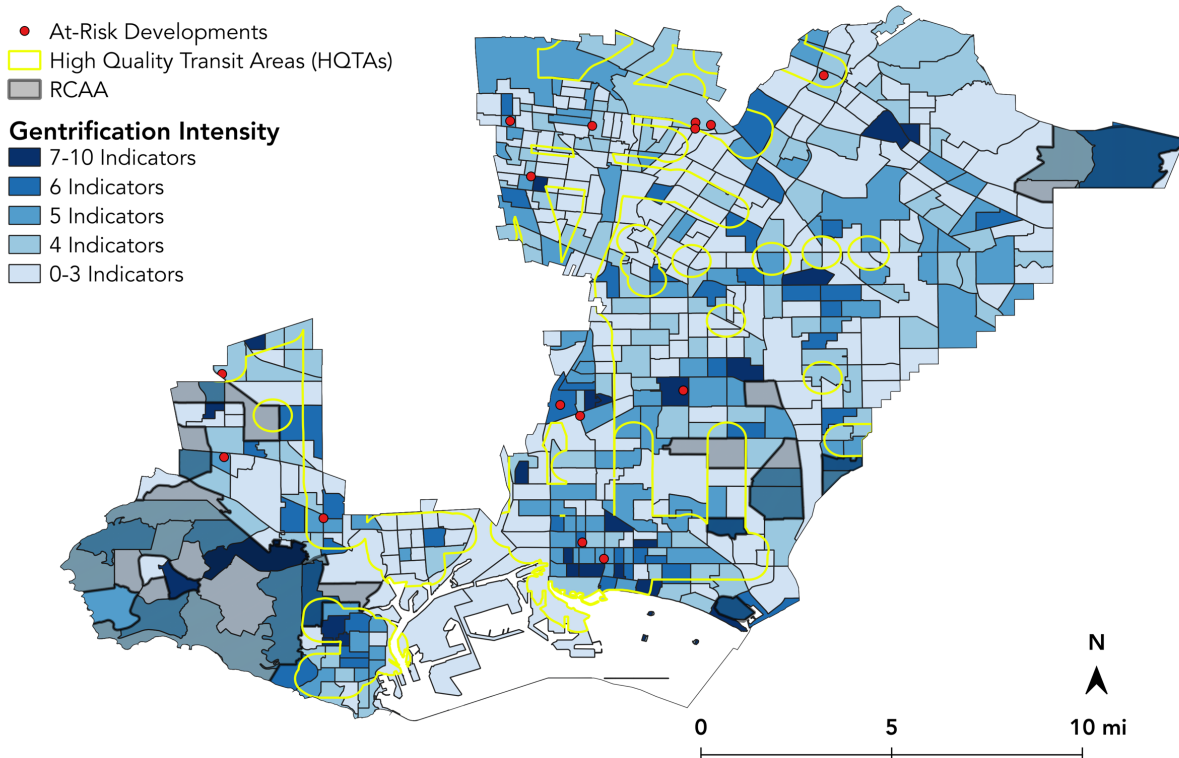 At-Risk Developments
High Quality Transit Areas (HQTAs)
RCAA
Gentrification Intensity
7-10 Indicators
6 Indicators
5 Indicators
4 Indicators
0-3 Indicators
N
0 5 10 mi